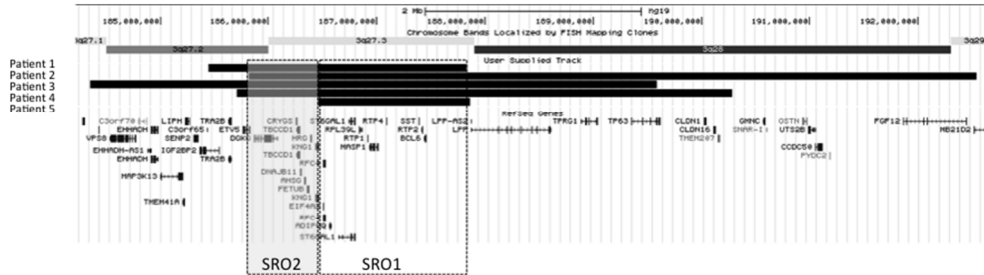 2 Mb hg19
185,000,000 186,000,000 187,000,000 188,000,000 189,000,000 190,000,000 191,000,000 192,000,000
Chromosome Bands Localized by FISH Mapping Clones
3q27.1 3q27.2 3q27.3 3q28 3q29
User Supplied Track
Patient 1
Patient 2
Patient 3
Patient 4
Patient 5
RefSeq Genes
C3orf70 LIPH TRA2B CRYGS ST6GAL1 RTP4 SST LPP-AS2 TPRG1 TP63 CLDN1 GMNC OSTN FGF12
EHHADH C3orf65 ETV5 TBCCD1 RPL39L RTP2 LPP CLDN16 SNAR-I UTS2B MB21D2
VPS8 SENP2 DGKG HRG RTP1 BCL6 TMEM207
EHHADH-AS1 IGF2BP2 KNG1 MASP1 CCDC50
EHHADH TRA2B TBCCD1 PYDC2
RFC4
MAP3K13 DNAJB11
AHSG
FETUB
TMEM41A KNG1
EIF4A2
ST6GAL1
SRO2 SRO1